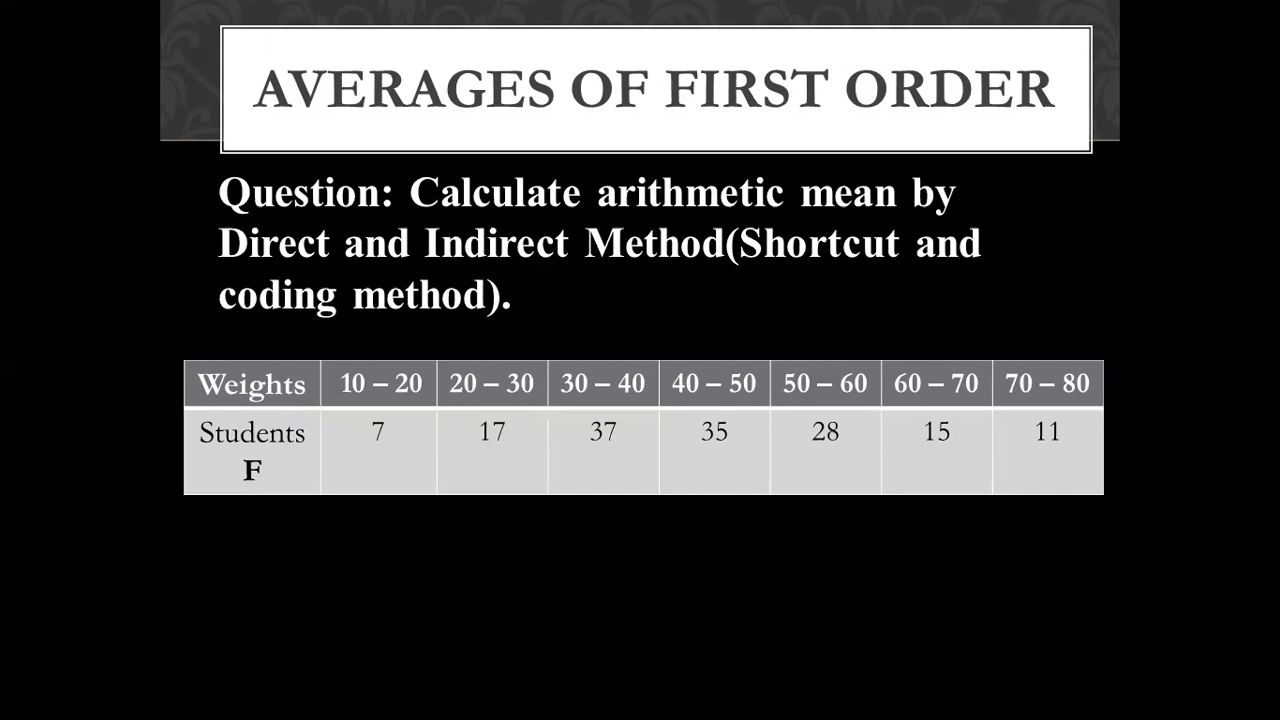 AVERAGES OF FIRST ORDER
Question: Calculate arithmetic mean by
Direct and Indirect Method(Shortcut and
coding method).
Weights 10 – 20 20 – 30 30 – 40 40 – 50 50 – 60 60 – 70 70 – 80
Students 7 17 37 35 28 15 11
F